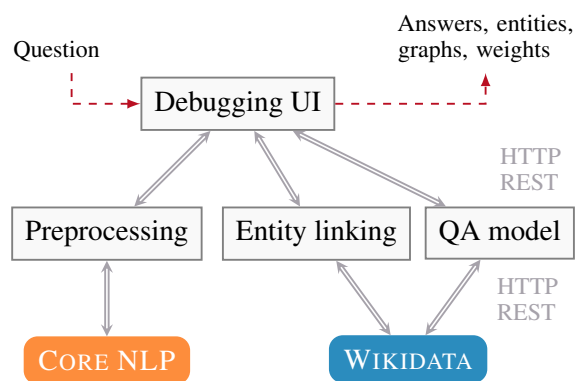 Question
Answers, entities,
graphs, weights
Debugging UI
HTTP
REST
Preprocessing
Entity linking
QA model
HTTP
REST
CORE NLP
WIKIDATA